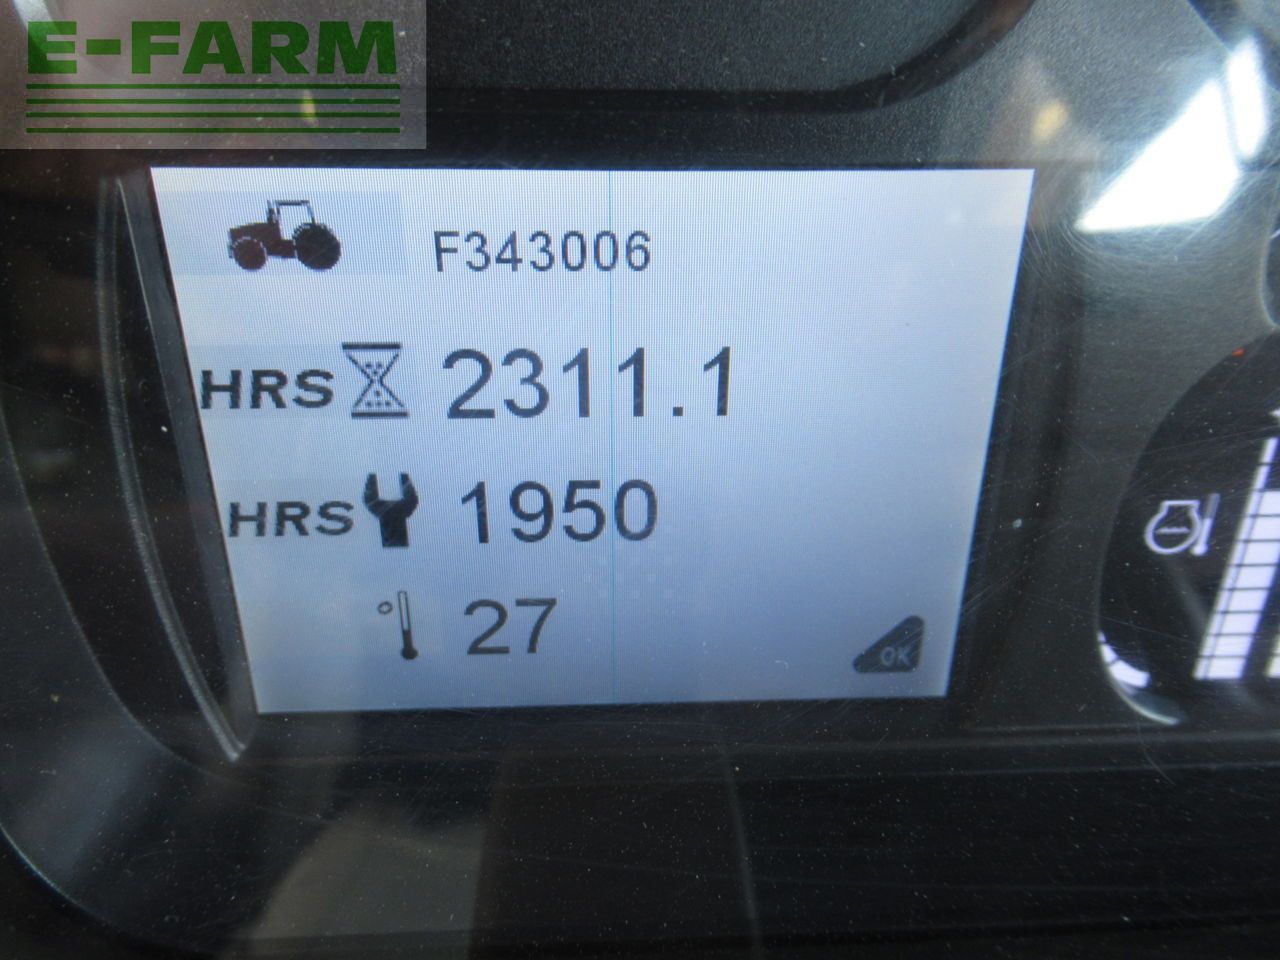 E-FARM
F343006
HRS 2311.1
HRS 1950
° 27
OK